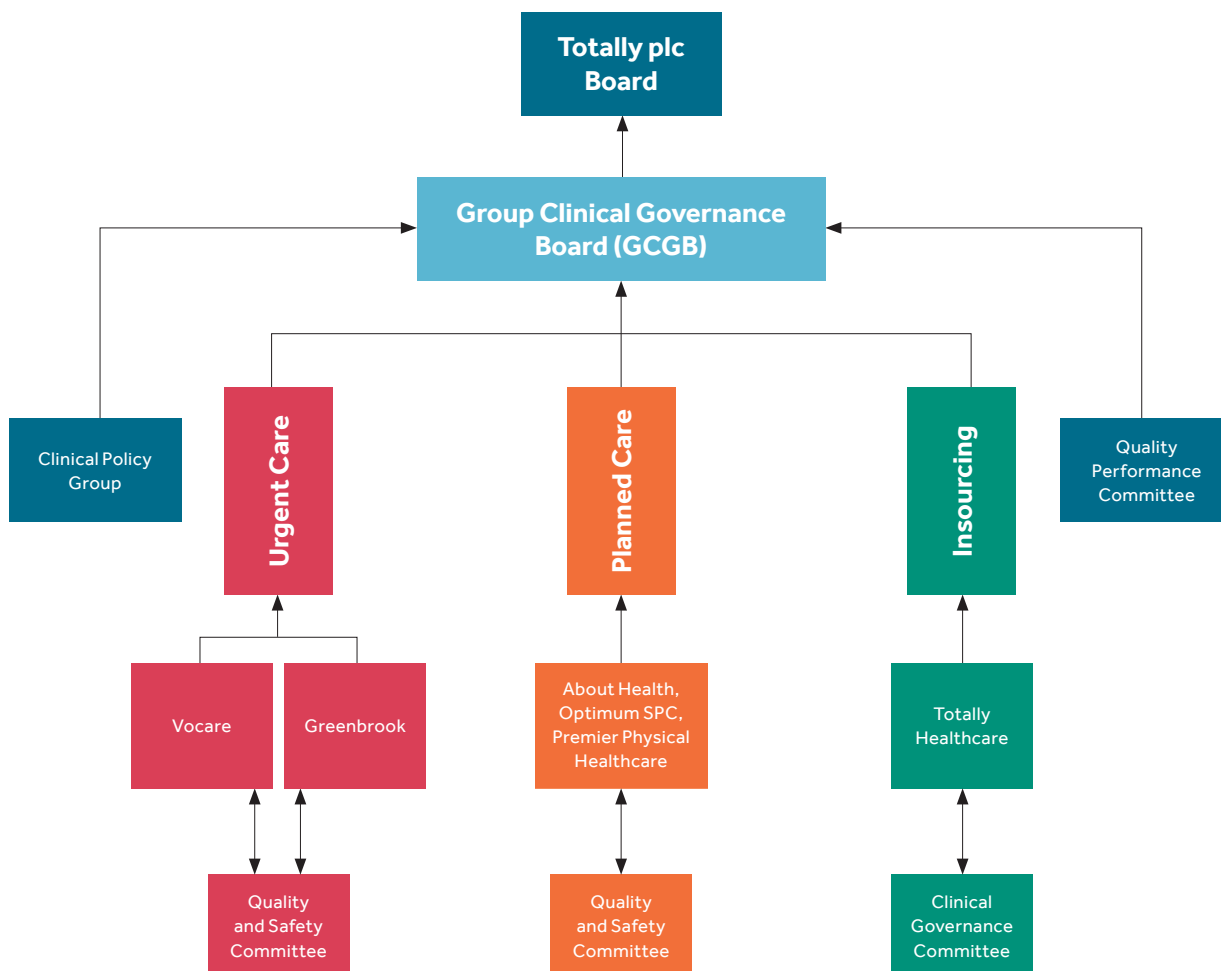 Totally plc
Board
Group Clinical Governance
Board (GCGB)
Clinical Policy
Group
Urgent Care
Planned Care
Insourcing
Quality
Performance
Committee
Vocare
Greenbrook
About Health,
Optimum SPC,
Premier Physical
Healthcare
Totally
Healthcare
Quality
and Safety
Committee
Quality
and Safety
Committee
Clinical
Governance
Committee